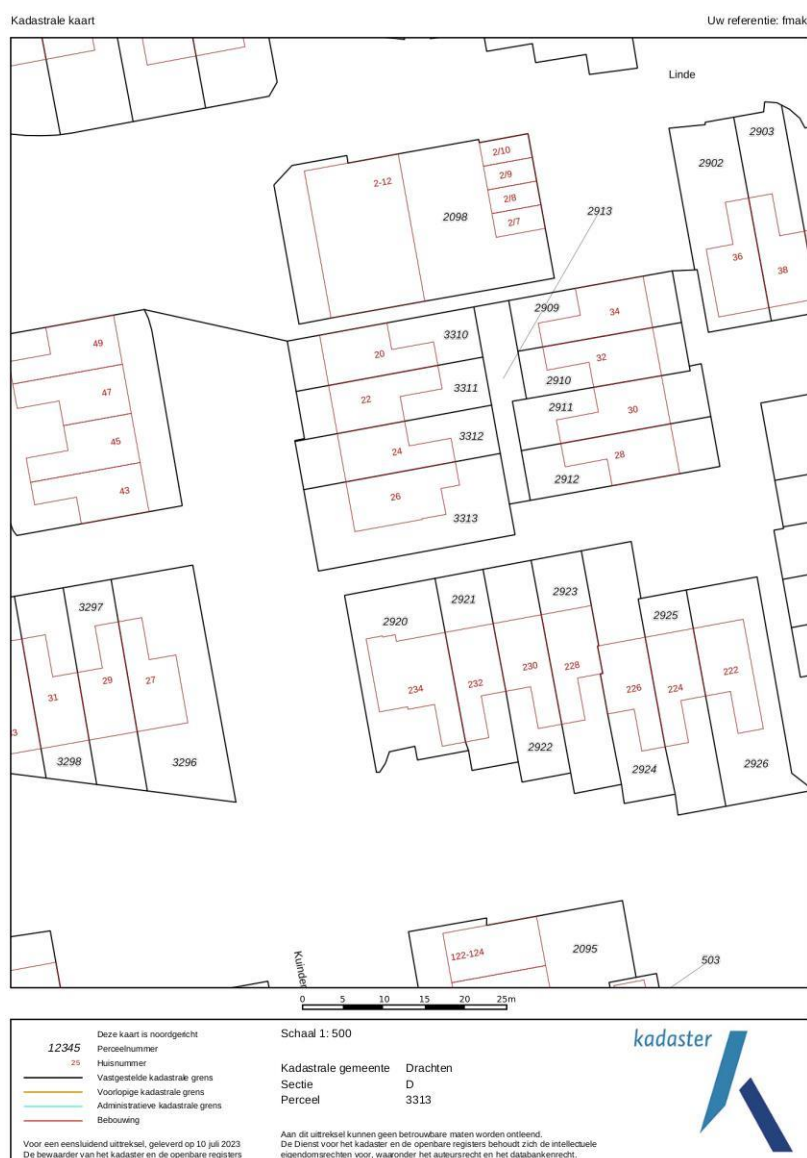 Kadastrale kaart
Uw referentie: fmak
Linde
2903
2902
2/10
2/9
2/8
2/7
2-12
2098
2913
36
38
2909
34
3310
20
32
2910
49
47
45
43
22
3311
2911
30
24
3312
28
2912
26
3313
3297
2920
2921
2923
2925
31
29
27
234
232
230
228
226
224
222
3298
3296
2922
2924
2926
122-124
2095
503
Kuinder
0 5 10 15 20 25m
Deze kaart is noordgericht
12345 Perceelnummer
25 Huisnummer
Vastgestelde kadastrale grens
Voorlopige kadastrale grens
Administratieve kadastrale grens
Bebouwing
Voor een eensluidend uittreksel, geleverd op 10 juli 2023
De bewaarder van het kadaster en de openbare registers
Schaal 1: 500
Kadastrale gemeente Drachten
Sectie D
Perceel 3313
Aan dit uittreksel kunnen geen betrouwbare maten worden ontleend.
De Dienst voor het kadaster en de openbare registers behoudt zich de intellectuele
eigendomsrechten voor, waaronder het auteursrecht en het databankenrecht.
kadaster